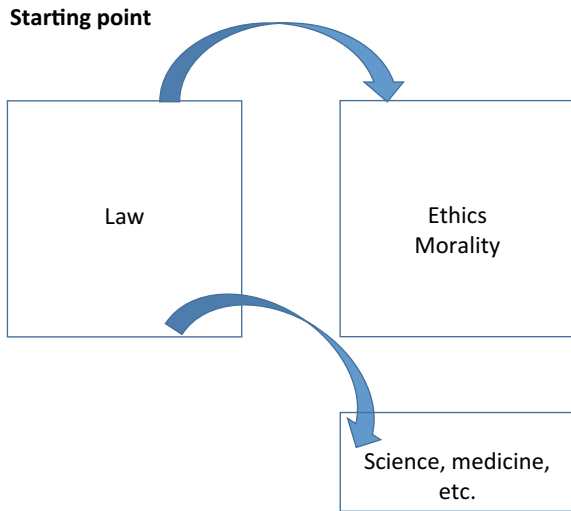 Starting point
Law
Ethics
Morality
Science, medicine,
etc.